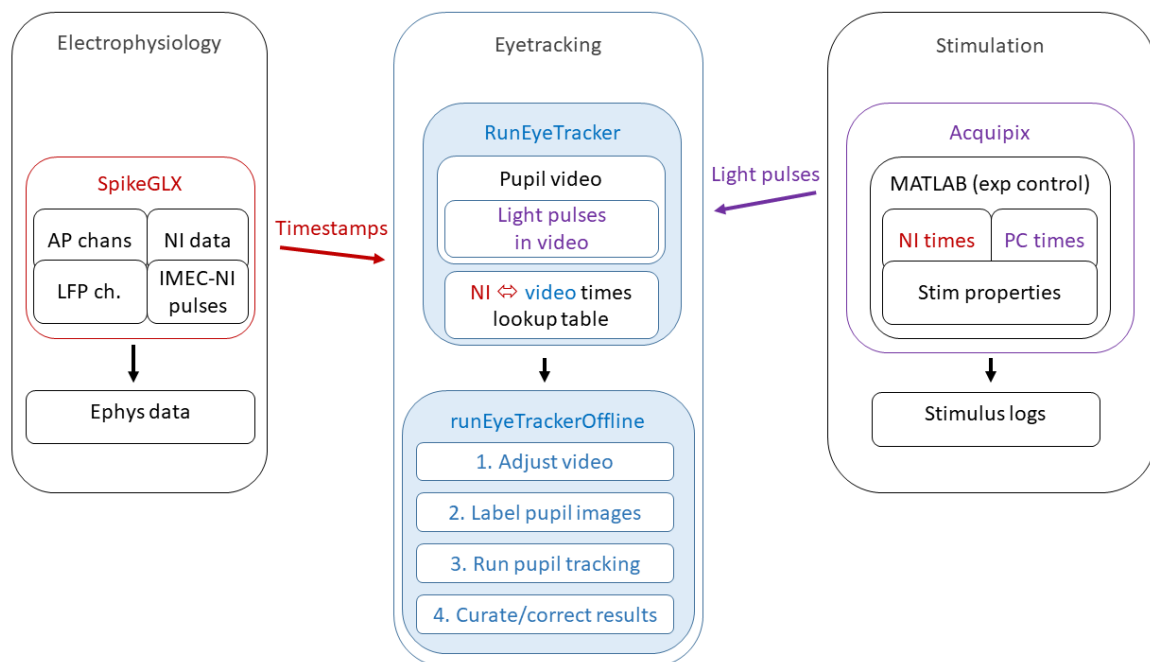 Electrophysiology
SpikeGLX
AP chans
NI data
LFP ch.
IMEC-NI
pulses
Ephys data
Timestamps
Eyetracking
RunEyeTracker
Pupil video
Light pulses
in video
NI ⬄ video times
lookup table
runEyeTrackerOffline
1. Adjust video
2. Label pupil images
3. Run pupil tracking
4. Curate/correct results
Light pulses
Stimulation
Acquipix
MATLAB (exp control)
NI times
PC times
Stim properties
Stimulus logs